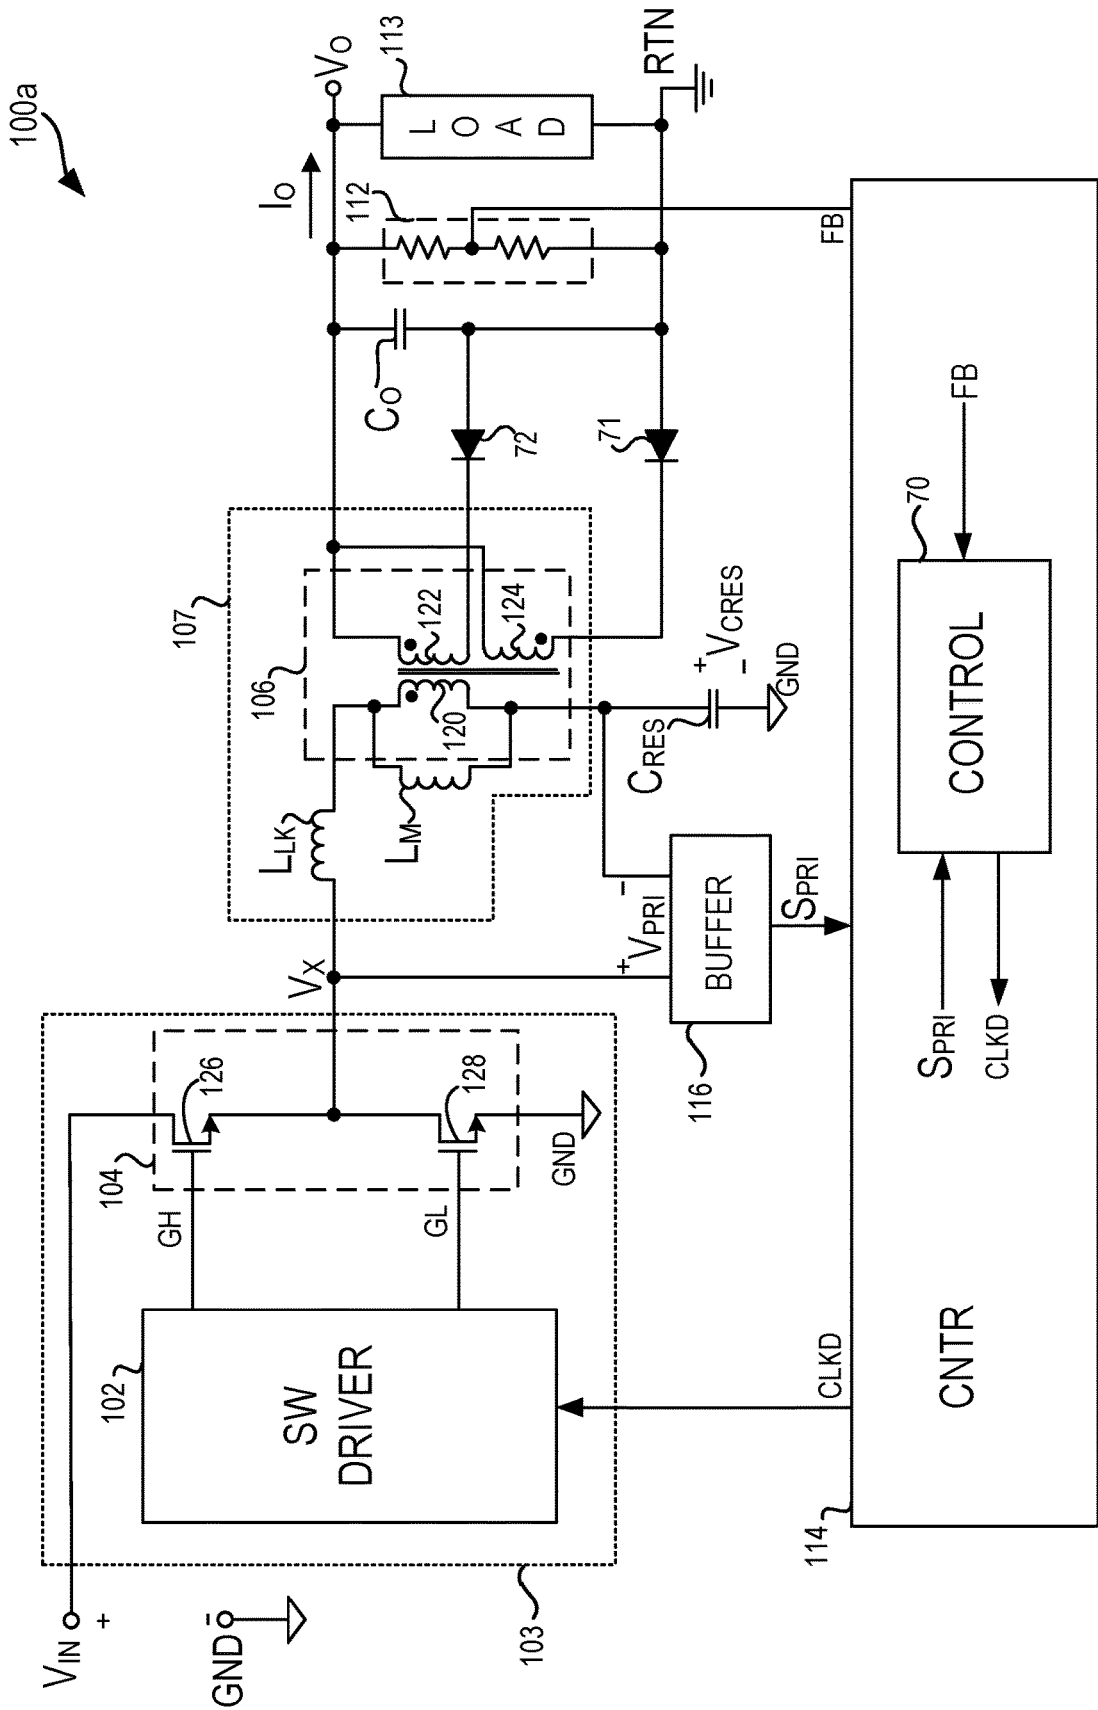 100a
VIN
+
GND
-
103
102
SW
DRIVER
GH
GL
104
126
128
GND
VX
107
LLK
LM
106
120
122
124
CRES
+
-
VCRES
GND
72
71
CO
112
IO
VO
113
LOAD
RTN
+
VPRI
-
BUFFER
116
SPRI
FB
CLKD
114
CNTR
70
CONTROL
FB
SPRI
CLKD